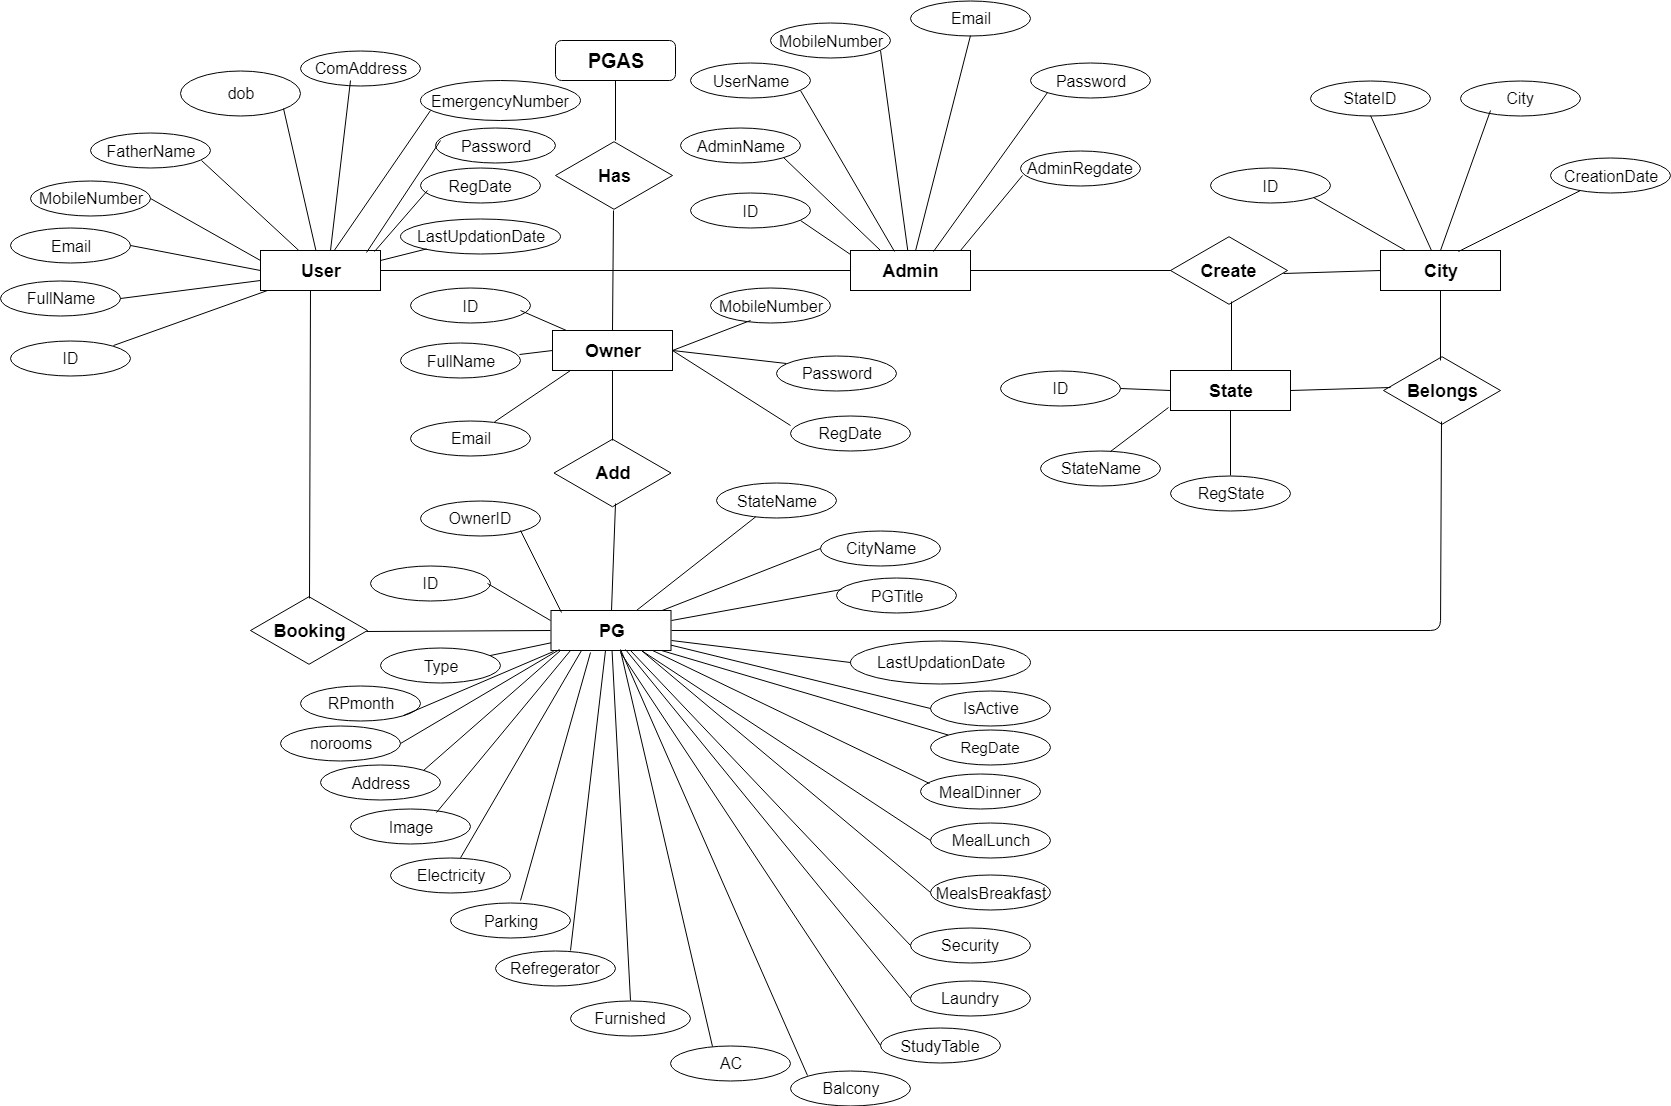 Email
MobileNumber
PGAS
ComAddress
UserName
Password
dob
EmergencyNumber
StateID
City
FatherName
Password
AdminName
AdminRegdate
Has
RegDate
ID
CreationDate
MobileNumber
ID
Email
LastUpdationDate
User
Admin
Create
City
FullName
ID
MobileNumber
ID
Owner
FullName
Password
ID
State
Belongs
Email
RegDate
Add
StateName
RegState
StateName
OwnerID
CityName
ID
PGTitle
Booking
PG
Type
LastUpdationDate
RPmonth
IsActive
norooms
RegDate
Address
MealDinner
Image
MealLunch
Electricity
MealsBreakfast
Parking
Security
Refregerator
Laundry
Furnished
StudyTable
AC
Balcony